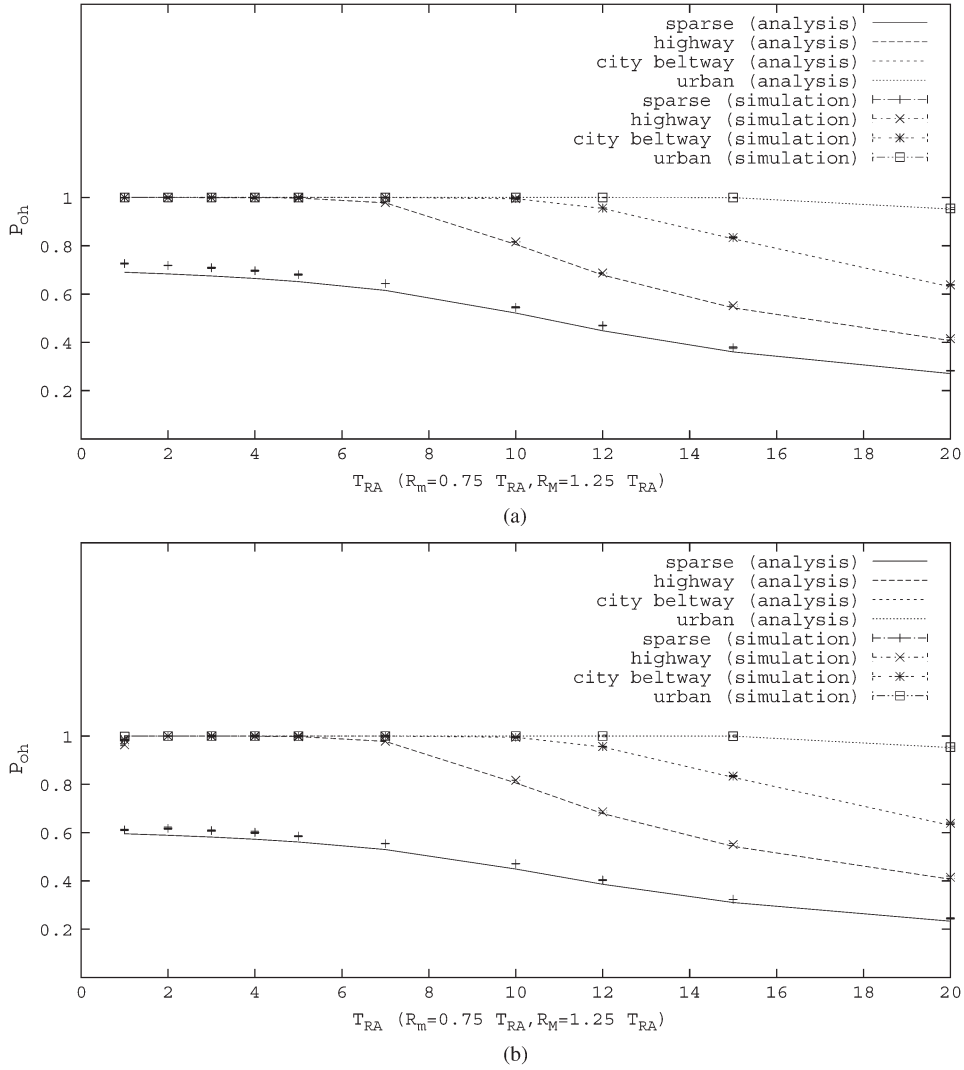 (a)
sparse (analysis)
highway (analysis)
city beltway (analysis)
urban (analysis)
sparse (simulation)
highway (simulation)
city beltway (simulation)
urban (simulation)
P_oh
1
0.8
0.6
0.4
0.2
0 2 4 6 8 10 12 14 16 18 20
T_RA (R_m=0.75 T_RA,R_M=1.25 T_RA)
(a)
sparse (analysis)
highway (analysis)
city beltway (analysis)
urban (analysis)
sparse (simulation)
highway (simulation)
city beltway (simulation)
urban (simulation)
P_oh
1
0.8
0.6
0.4
0.2
0 2 4 6 8 10 12 14 16 18 20
T_RA (R_m=0.75 T_RA,R_M=1.25 T_RA)
(b)